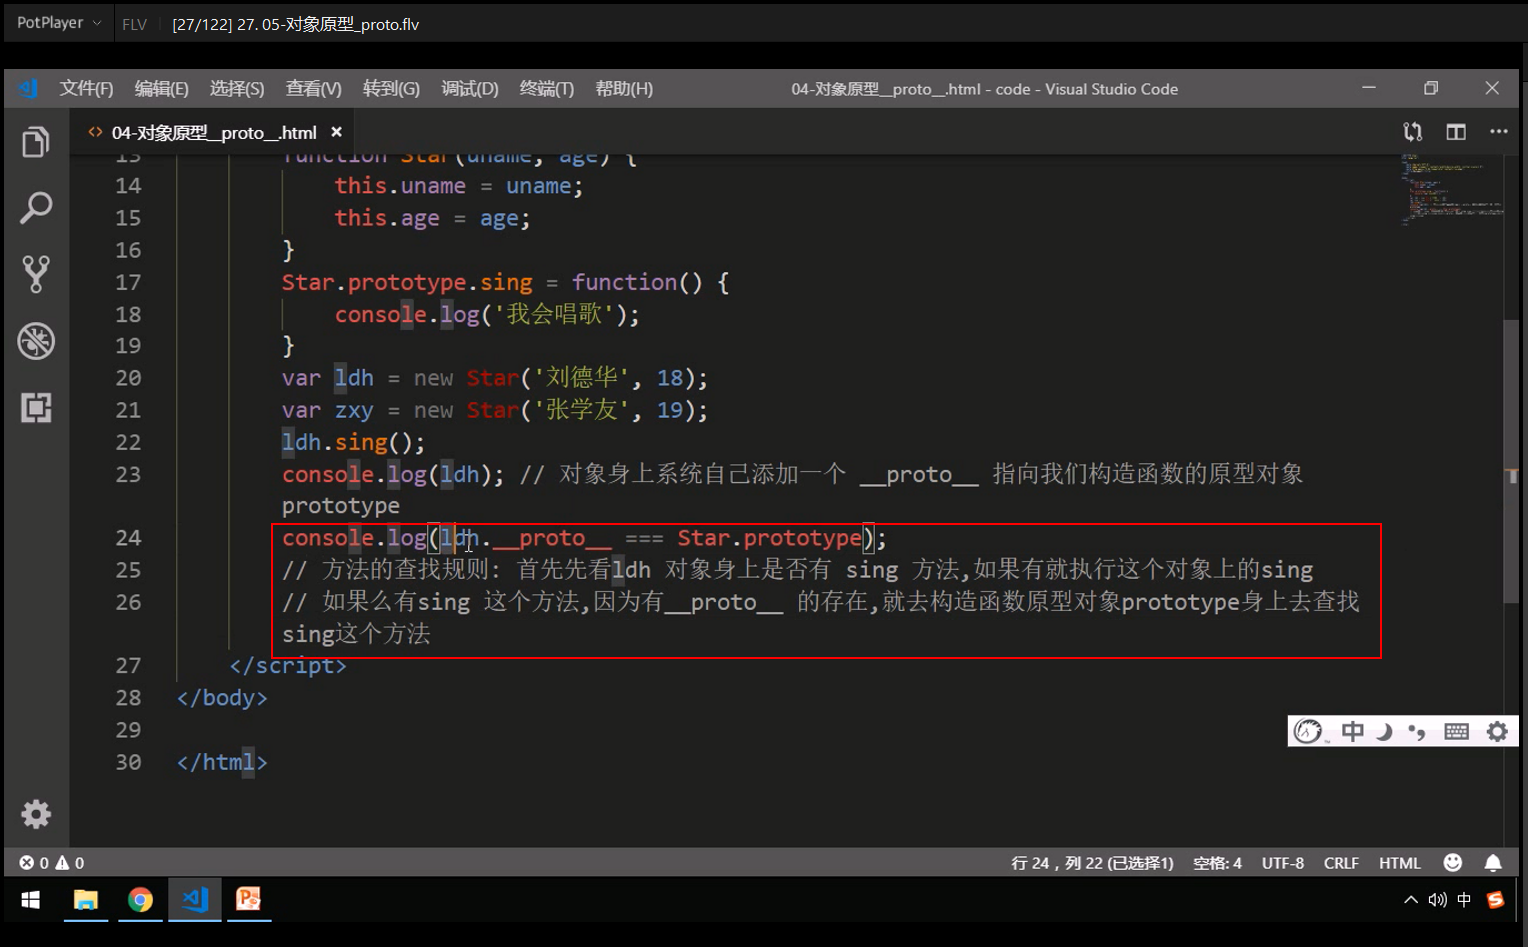 PotPlayer FLV [27/122] 27. 05-对象原型_proto.flv
文件(F) 编辑(E) 选择(S) 查看(V) 转到(G) 调试(D) 终端(T) 帮助(H) 04-对象原型__proto__.html - code - Visual Studio Code
<> 04-对象原型__proto__.html ×
13 function Star(uname, age) {
14 this.uname = uname;
15 this.age = age;
16 }
17 Star.prototype.sing = function() {
18 console.log('我会唱歌');
19 }
20 var ldh = new Star('刘德华', 18);
21 var zxy = new Star('张学友', 19);
22 ldh.sing();
23 console.log(ldh); // 对象身上系统自己添加一个 __proto__ 指向我们构造函数的原型对象
prototype
24 console.log(ldh.__proto__ === Star.prototype);
25 // 方法的查找规则: 首先先看ldh 对象身上是否有 sing 方法,如果有就执行这个对象上的sing
26 // 如果么有sing 这个方法,因为有__proto__ 的存在,就去构造函数原型对象prototype身上去查找
sing这个方法
27 </script>
28 </body>
29
30 </html>
中
0 0 行 24，列 22 (已选择1) 空格: 4 UTF-8 CRLF HTML
中